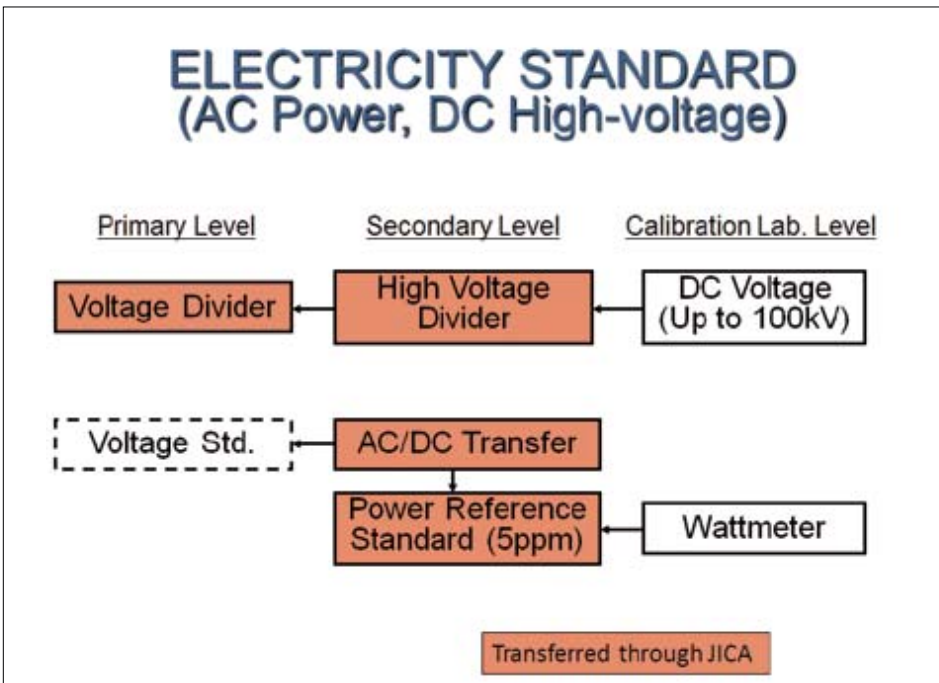 ELECTRICITY STANDARD
(AC Power, DC High-voltage)
Primary Level
Secondary Level
Calibration Lab. Level
Voltage Divider
High Voltage
Divider
DC Voltage
(Up to 100kV)
Voltage Std.
AC/DC Transfer
Power Reference
Standard (5ppm)
Wattmeter
Transferred through JICA